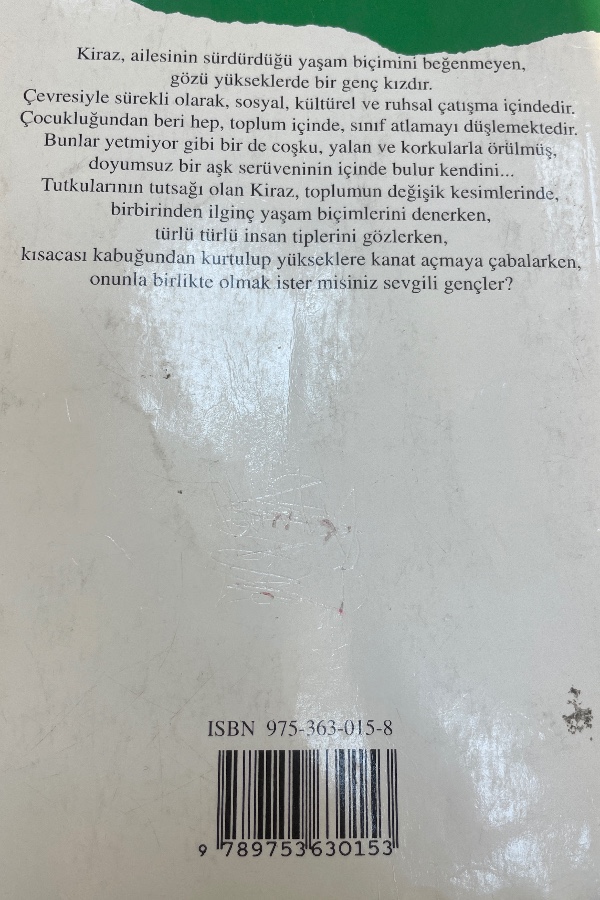 Kiraz, ailesinin sürdürdüğü yaşam biçimini beğenmeyen,
gözü yükseklerde bir genç kızdır.
Çevresiyle sürekli olarak, sosyal, kültürel ve ruhsal çatışma içindedir.
Çocukluğundan beri hep, toplum içinde, sınıf atlamayı düşlemektedir.
Bunlar yetmiyor gibi bir de coşku, yalan ve korkularla örülmüş,
doyumsuz bir aşk serüveninin içinde bulur kendini...
Tutkularının tutsağı olan Kiraz, toplumun değişik kesimlerinde,
birbirinden ilginç yaşam biçimlerini denerken,
türlü türlü insan tiplerini gözlerken,
kısacası kabuğundan kurtulup yükseklere kanat açmaya çabalarken,
onunla birlikte olmak ister misiniz sevgili gençler?
ISBN 975-363-015-8
9 789753 630153